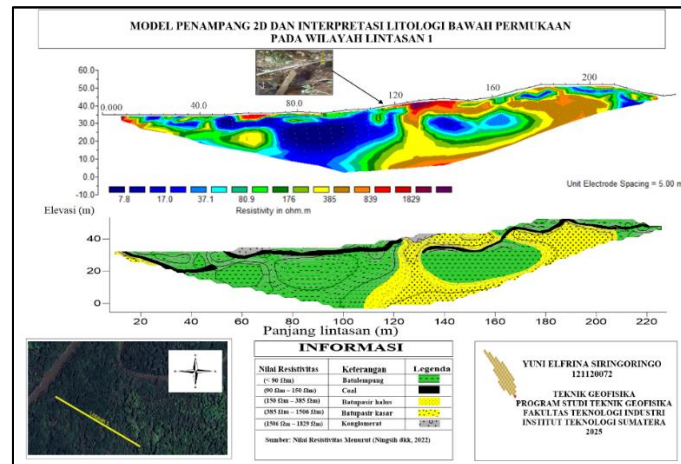 MODEL PENAMPANG 2D DAN INTERPRETASI LITOLOGI BAWAH PERMUKAAN
PADA WILAYAH LINTASAN 1
60.0
50.0
40.0
30.0
20.0
10.0
0.0
-10.0
0.000
40.0
80.0
120
160
200
7.8 17.0 37.1 80.9 176 385 839 1829
Resistivity in ohm.m
Unit Electrode Spacing = 5.00 m
Elevasi (m)
40
20
0
20 40 60 80 100 120 140 160 180 200 220
Panjang lintasan (m)
INFORMASI
Nilai Resistivitas Keterangan Legenda
(< 90 Ωm) Batulempung
(90 Ωm – 150 Ωm) Coal
(150 Ωm – 385 Ωm) Batupasir halus
(385 Ωm – 1506 Ωm) Batupasir kasar
(1506 Ωm – 1829 Ωm) Konglomerat
Sumber: Nilai Resistivitas Menurut (Ningsih dkk, 2022)
YUNI ELFRINA SIRINGORINGO
121120072
TEKNIK GEOFISIKA
PROGRAM STUDI TEKNIK GEOFISIKA
FAKULTAS TEKNOLOGI INDUSTRI
INSTITUT TEKNOLOGI SUMATERA
2025